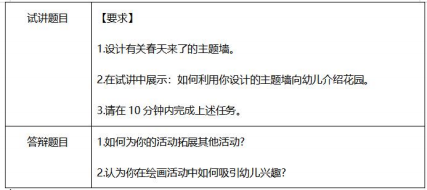 试讲题目
【要求】
1.设计有关春天来了的主题墙。
2.在试讲中展示：如何利用你设计的主题墙向幼儿介绍花园。
3.请在 10 分钟内完成上述任务。
答辩题目
1.如何为你的活动拓展其他活动?
2.认为你在绘画活动中如何吸引幼儿兴趣?